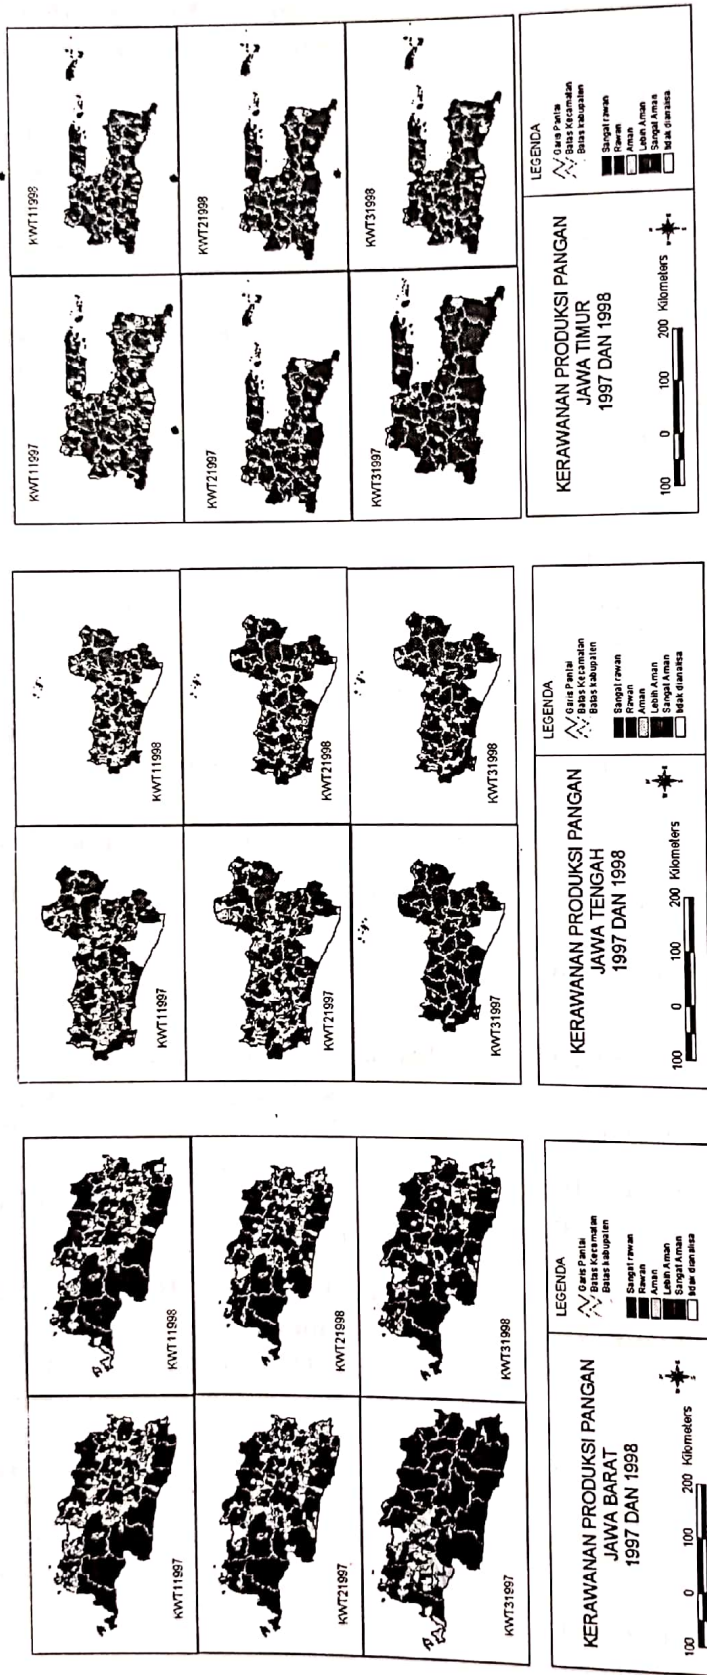 KWT11997
KWT11998
KWT21997
KWT21998
KWT31997
KWT31998
KERAWANAN PRODUKSI PANGAN
JAWA BARAT
1997 DAN 1998
100 0 100 200 Kilometers
LEGENDA
Garis Pantai
Batas Kecamatan
Batas kabupaten
Sangat rawan
Rawan
Aman
Lebih Aman
Sangat Aman
tidak dianalisa
KWT11997
KWT11998
KWT21997
KWT21998
KWT31997
KWT31998
KERAWANAN PRODUKSI PANGAN
JAWA TENGAH
1997 DAN 1998
100 0 100 200 Kilometers
LEGENDA
Garis Pantai
Batas Kecamatan
Batas kabupaten
Sangat rawan
Rawan
Aman
Lebih Aman
Sangat Aman
tidak dianalisa
KWT11997
KWT11998
KWT21997
KWT21998
KWT31997
KWT31998
KERAWANAN PRODUKSI PANGAN
JAWA TIMUR
1997 DAN 1998
100 0 100 200 Kilometers
LEGENDA
Garis Pantai
Batas Kecamatan
Batas kabupaten
Sangat rawan
Rawan
Aman
Lebih Aman
Sangat Aman
tidak dianalisa